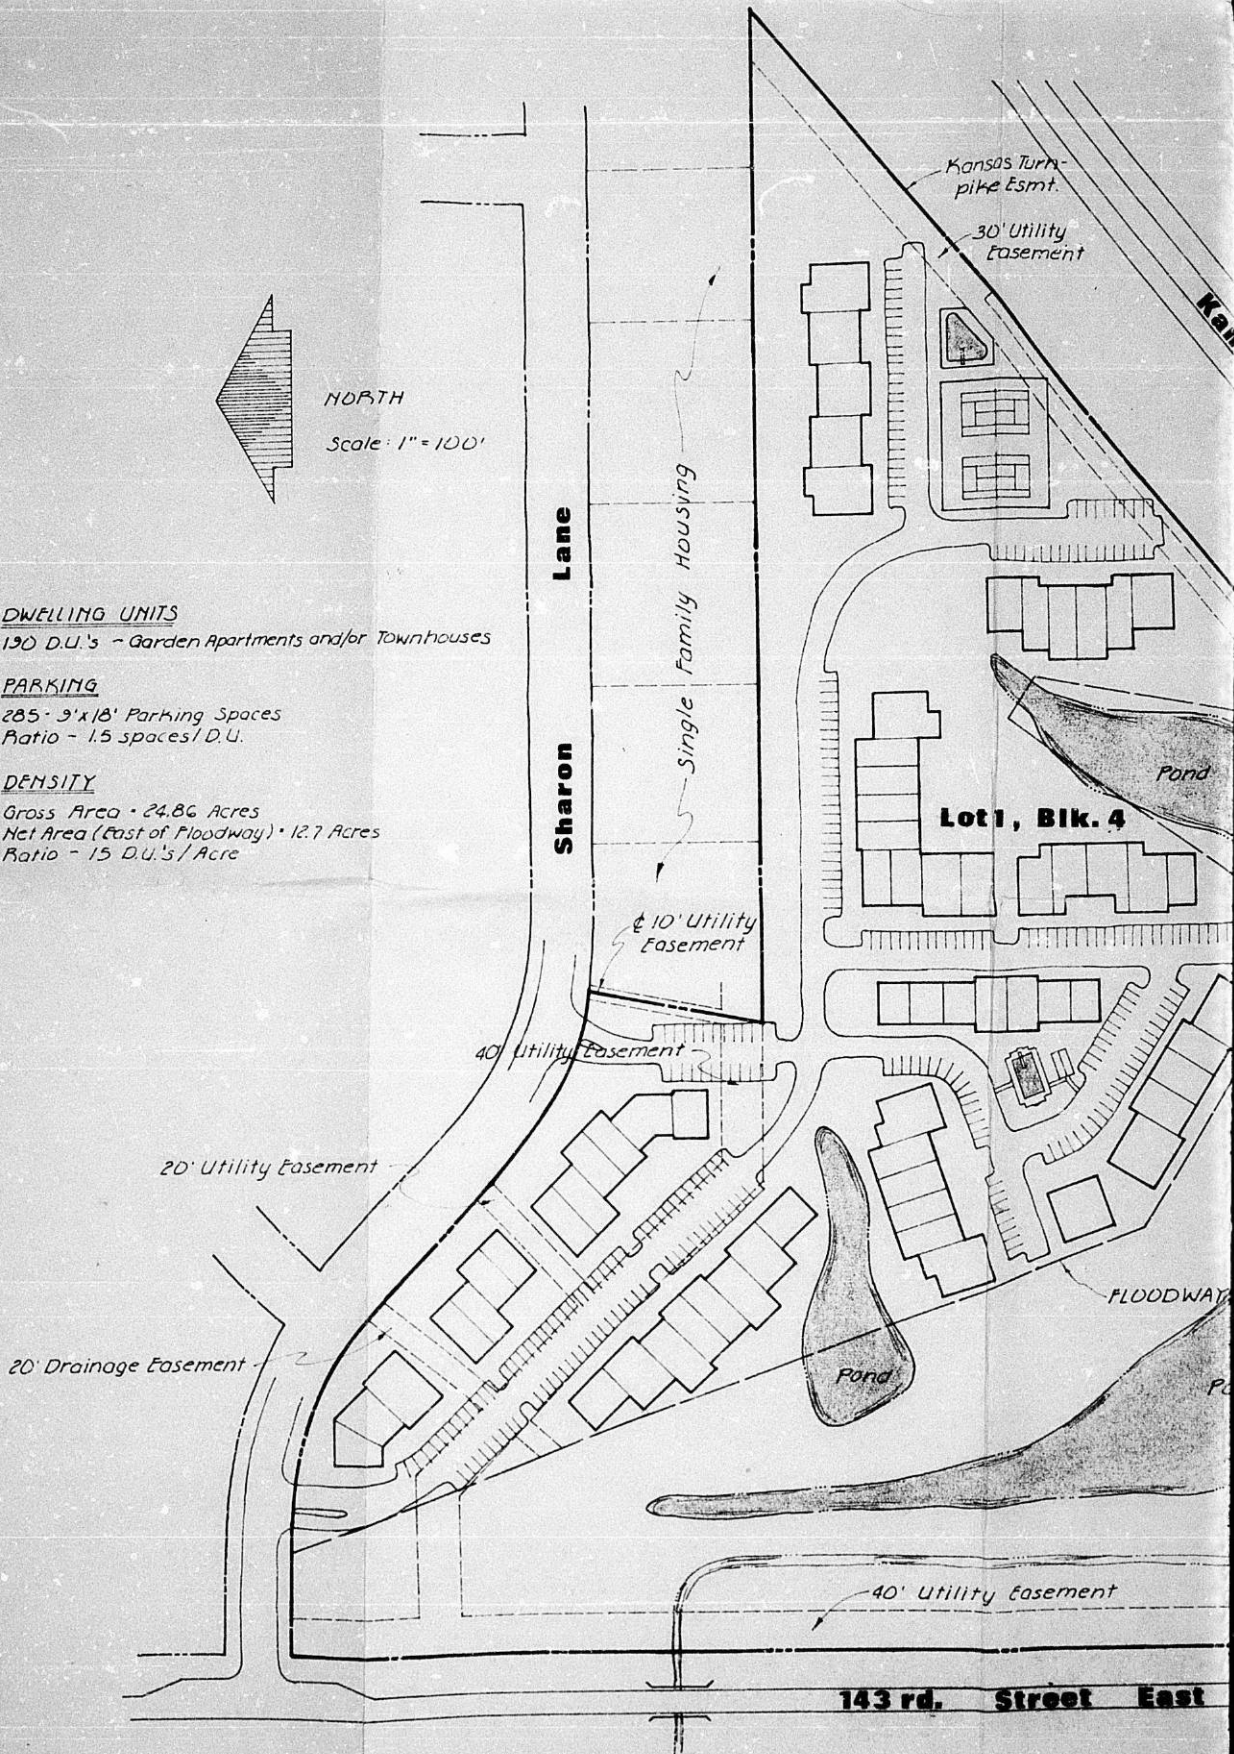 Kansas Turn-
pike Esmt.
30' Utility
Easement
NORTH
Scale: 1" = 100'
Lane
Single Family Housing
DWELLING UNITS
190 D.U.'s - Garden Apartments and/or Townhouses
PARKING
285 - 9'x18' Parking Spaces
Ratio - 1.5 spaces/D.U.
DENSITY
Gross Area - 24.86 Acres
Net Area (East of Floodway) - 12.7 Acres
Ratio - 15 D.U.'s/Acre
Sharon
Pond
Lot 1, Blk. 4
℄ 10' Utility
Easement
40' Utility Easement
20' Utility Easement
FLOODWAY
20' Drainage Easement
Pond
40' Utility Easement
143 rd. Street East